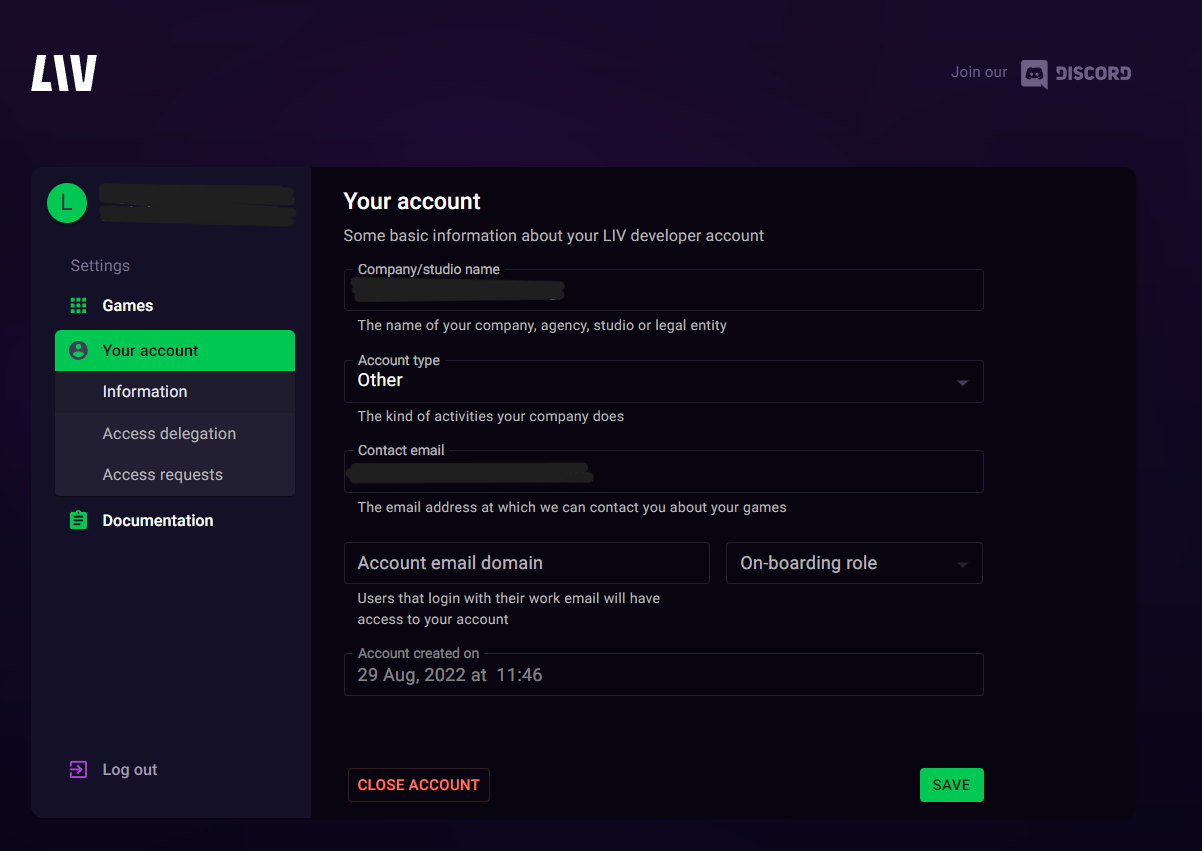 LIV
Join our DISCORD
L
Settings
Games
Your account
Information
Access delegation
Access requests
Documentation
Log out
Your account
Some basic information about your LIV developer account
Company/studio name
The name of your company, agency, studio or legal entity
Account type
Other
The kind of activities your company does
Contact email
The email address at which we can contact you about your games
Account email domain
On-boarding role
Users that login with their work email will have
access to your account
Account created on
29 Aug, 2022 at 11:46
CLOSE ACCOUNT
SAVE